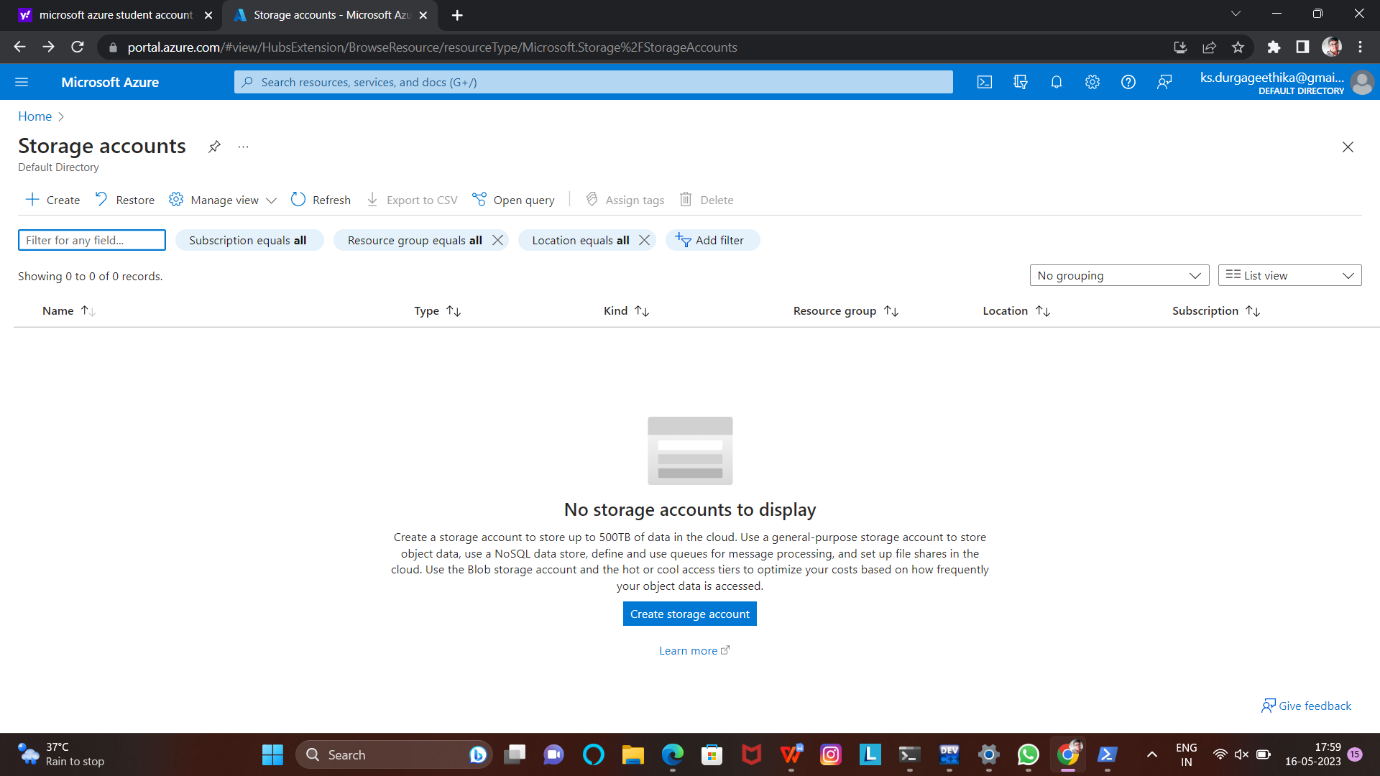 microsoft azure student account
Storage accounts - Microsoft Azu
portal.azure.com/#view/HubsExtension/BrowseResource/resourceType/Microsoft.Storage%2FStorageAccounts
Microsoft Azure
Search resources, services, and docs (G+/)
ks.durgageethika@gmai...
DEFAULT DIRECTORY
Home
Storage accounts
Default Directory
Create Restore Manage view Refresh Export to CSV Open query Assign tags Delete
Filter for any field... Subscription equals all Resource group equals all Location equals all Add filter
Showing 0 to 0 of 0 records.
No grouping List view
Name Type Kind Resource group Location Subscription
No storage accounts to display
Create a storage account to store up to 500TB of data in the cloud. Use a general-purpose storage account to store
object data, use a NoSQL data store, define and use queues for message processing, and set up file shares in the
cloud. Use the Blob storage account and the hot or cool access tiers to optimize your costs based on how frequently
your object data is accessed.
Create storage account
Learn more
Give feedback
37°C
Rain to stop
Search
DEV
ENG
IN
17:59
16-05-2023
15